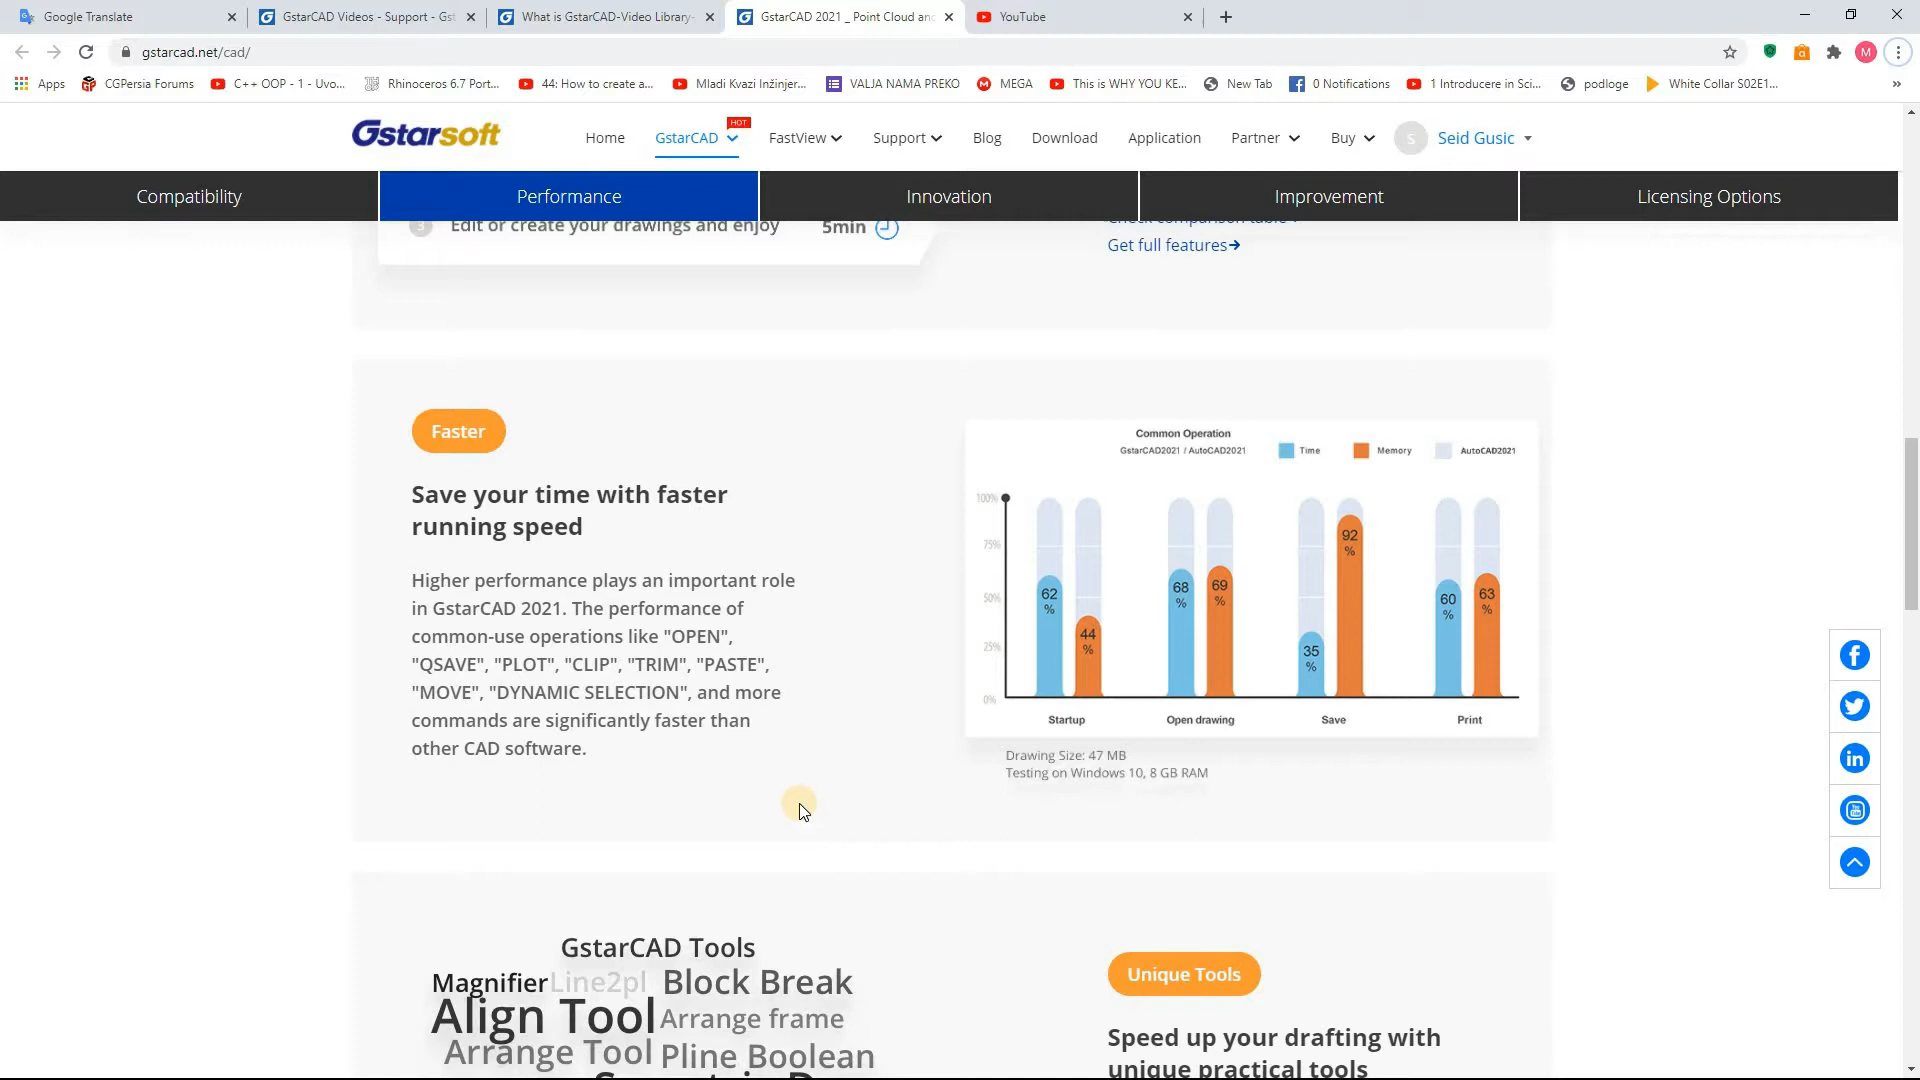 Google Translate
GstarCAD Videos - Support - Gst
What is GstarCAD-Video Library-
GstarCAD 2021 _ Point Cloud and
YouTube
gstarcad.net/cad/
M
Apps
CGPersia Forums
C++ OOP - 1 - Uvo...
Rhinoceros 6.7 Port...
44: How to create a...
Mladi Kvazi Inžinjer...
VALJA NAMA PREKO
MEGA
This is WHY YOU KE...
New Tab
0 Notifications
1 Introducere in Sci...
podloge
White Collar S02E1...
Gstarsoft
Home
GstarCAD
HOT
FastView
Support
Blog
Download
Application
Partner
Buy
S
Seid Gusic
Compatibility
Performance
Innovation
Improvement
Licensing Options
3 Edit or create your drawings and enjoy 5min
Check comparison table
Get full features
Faster
Save your time with faster
running speed
Higher performance plays an important role
in GstarCAD 2021. The performance of
common-use operations like "OPEN",
"QSAVE", "PLOT", "CLIP", "TRIM", "PASTE",
"MOVE", "DYNAMIC SELECTION", and more
commands are significantly faster than
other CAD software.
Common Operation
GstarCAD2021 / AutoCAD2021
Time
Memory
AutoCAD2021
100%
75%
50%
25%
0%
62
%
44
%
68
%
69
%
35
%
92
%
60
%
63
%
Startup
Open drawing
Save
Print
Drawing Size: 47 MB
Testing on Windows 10, 8 GB RAM
GstarCAD Tools
Magnifier Line2pl Block Break
Align Tool Arrange frame
Arrange Tool Pline Boolean
Unique Tools
Speed up your drafting with
unique practical tools